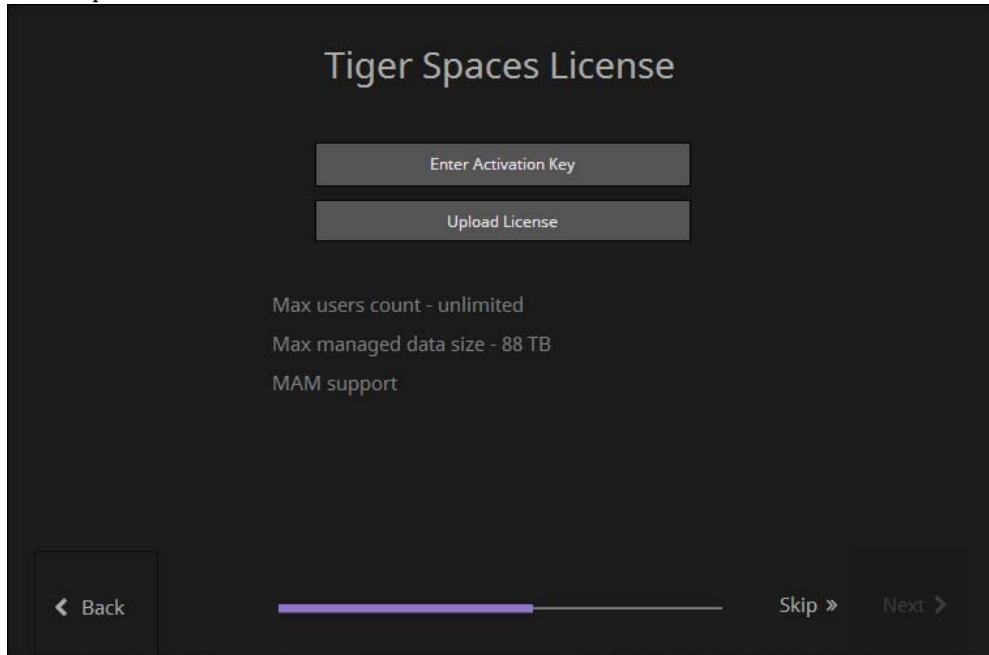 Tiger Spaces License
Enter Activation Key
Upload License
Max users count - unlimited
Max managed data size - 88 TB
MAM support
Back
Skip »
Next